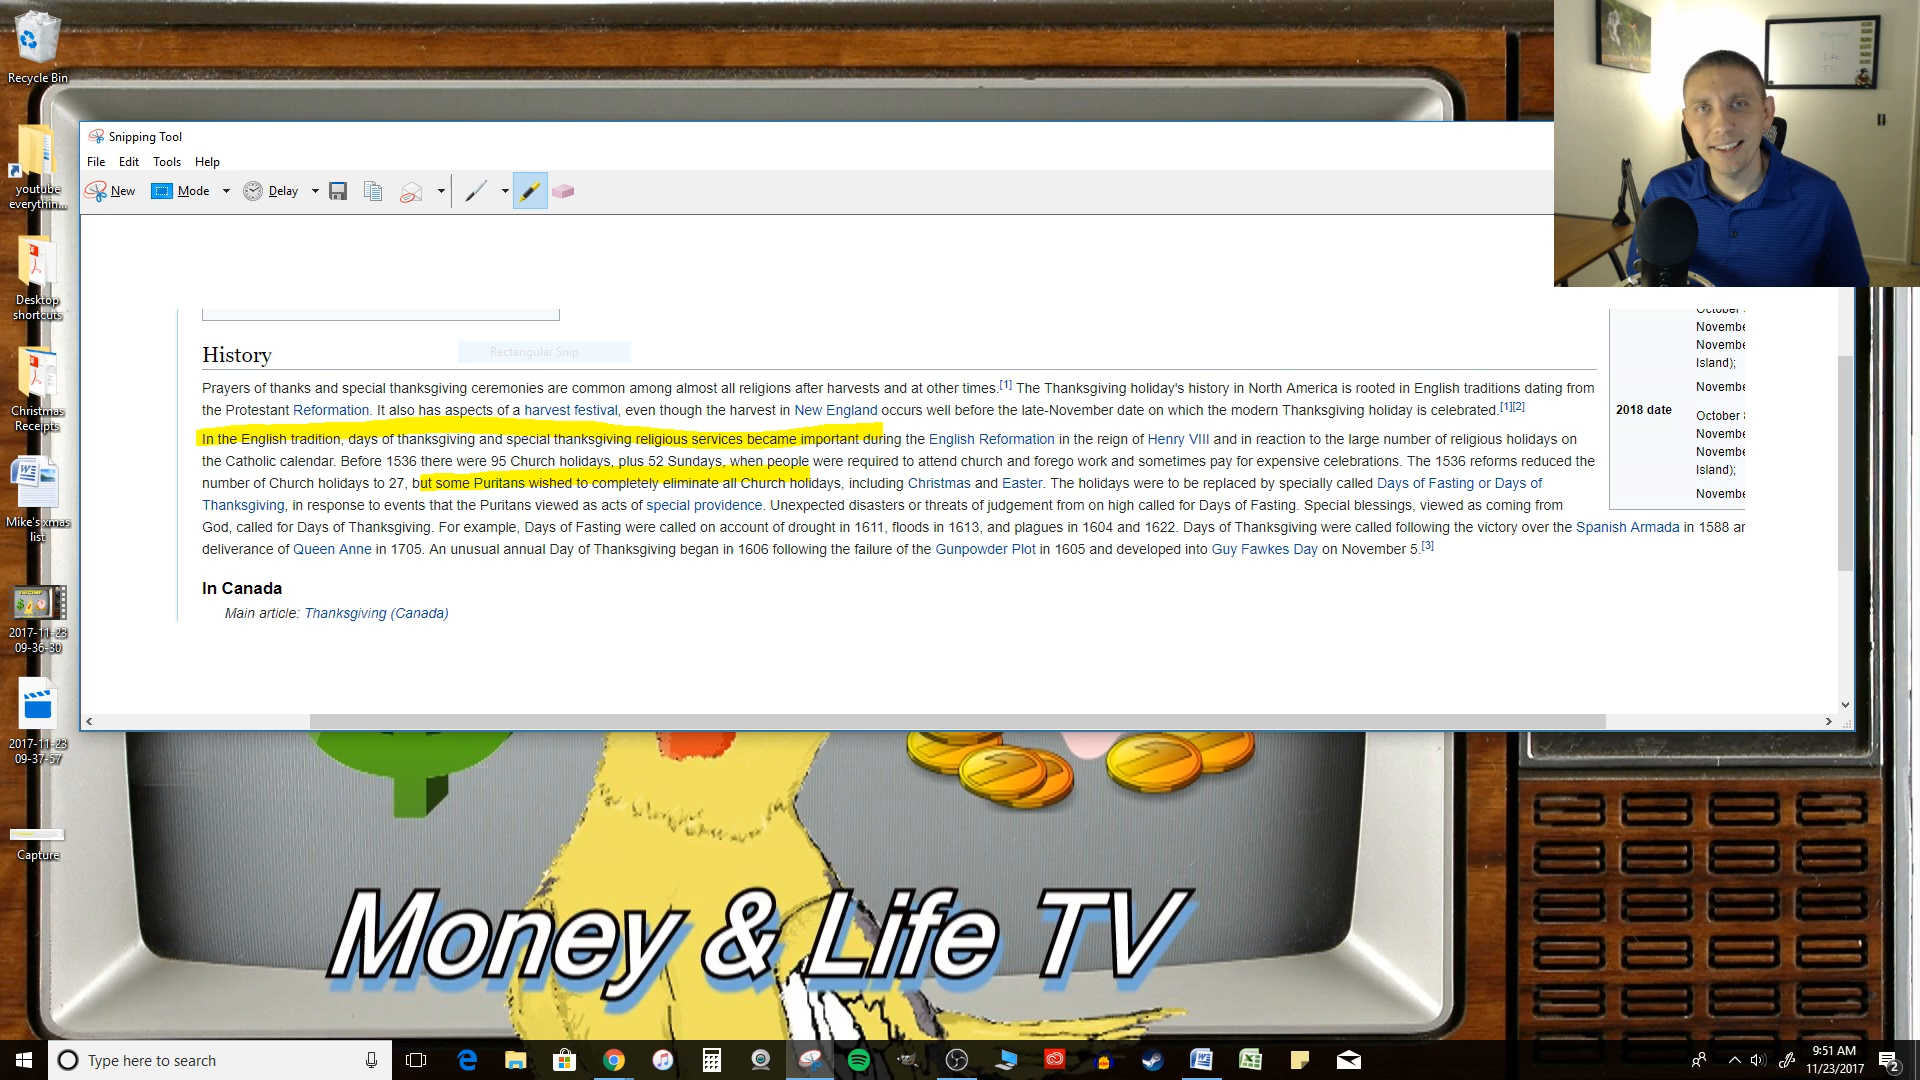 Recycle Bin
youtube
everythin...
Desktop
shortcuts
Christmas
Receipts
Mike's xmas
list
2017-11-23
09-36-30
2017-11-23
09-37-57
Capture
Snipping Tool
File Edit Tools Help
New Mode Delay
Rectangular Snip
History
Prayers of thanks and special thanksgiving ceremonies are common among almost all religions after harvests and at other times.[1] The Thanksgiving holiday's history in North America is rooted in English traditions dating from
the Protestant Reformation. It also has aspects of a harvest festival, even though the harvest in New England occurs well before the late-November date on which the modern Thanksgiving holiday is celebrated.[1][2]
In the English tradition, days of thanksgiving and special thanksgiving religious services became important during the English Reformation in the reign of Henry VIII and in reaction to the large number of religious holidays on
the Catholic calendar. Before 1536 there were 95 Church holidays, plus 52 Sundays, when people were required to attend church and forego work and sometimes pay for expensive celebrations. The 1536 reforms reduced the
number of Church holidays to 27, but some Puritans wished to completely eliminate all Church holidays, including Christmas and Easter. The holidays were to be replaced by specially called Days of Fasting or Days of
Thanksgiving, in response to events that the Puritans viewed as acts of special providence. Unexpected disasters or threats of judgement from on high called for Days of Fasting. Special blessings, viewed as coming from
God, called for Days of Thanksgiving. For example, Days of Fasting were called on account of drought in 1611, floods in 1613, and plagues in 1604 and 1622. Days of Thanksgiving were called following the victory over the Spanish Armada in 1588 an
deliverance of Queen Anne in 1705. An unusual annual Day of Thanksgiving began in 1606 following the failure of the Gunpowder Plot in 1605 and developed into Guy Fawkes Day on November 5.[3]
In Canada
Main article: Thanksgiving (Canada)
October
Novembe
Novembe
Island);
Novembe
2018 date
October
Novembe
Novembe
Island);
Novembe
Money & Life TV
Type here to search
9:51 AM
11/23/2017
2